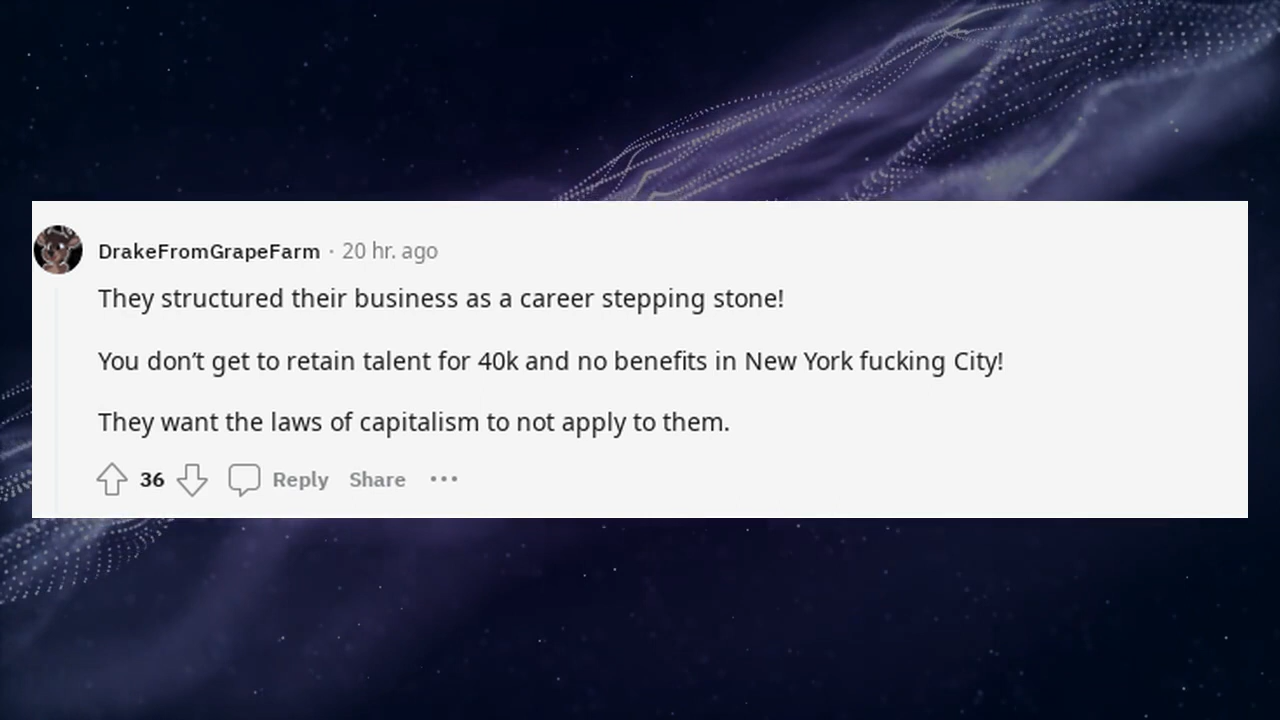 DrakeFromGrapeFarm · 20 hr. ago
They structured their business as a career stepping stone!
You don't get to retain talent for 40k and no benefits in New York fucking City!
They want the laws of capitalism to not apply to them.
36 Reply Share ···